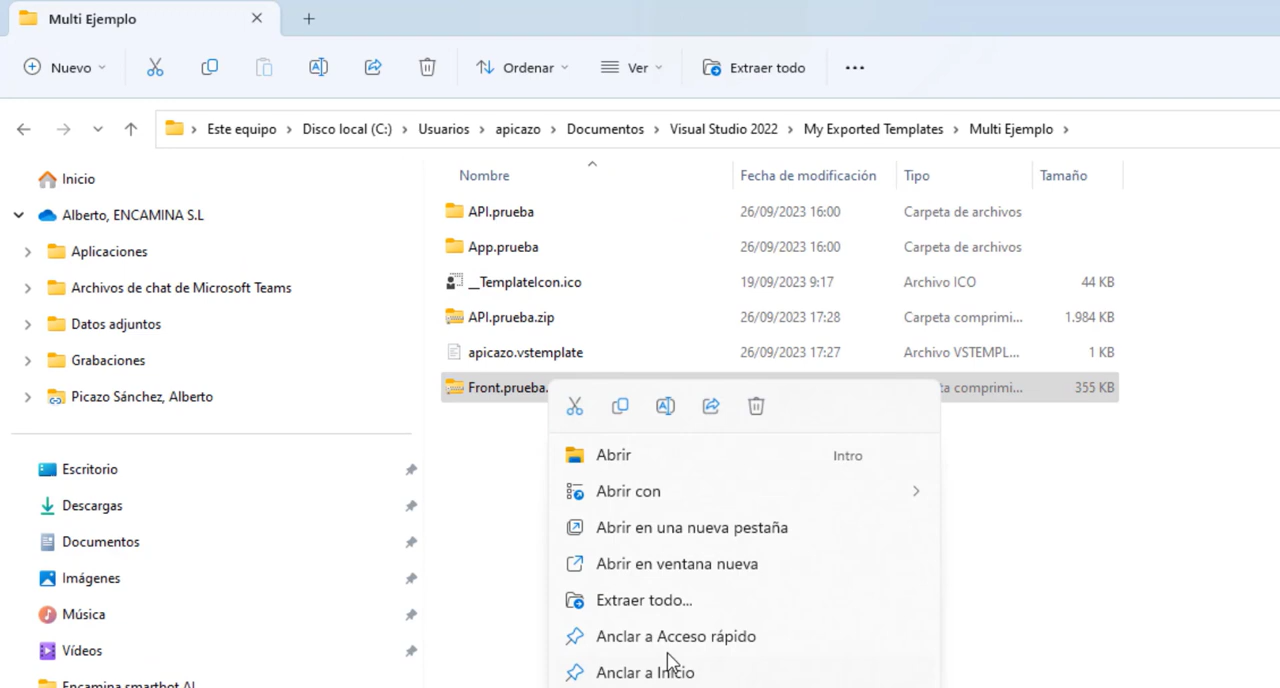 Multi Ejemplo
Nuevo
Ordenar
Ver
Extraer todo
Este equipo > Disco local (C:) > Usuarios > apicazo > Documentos > Visual Studio 2022 > My Exported Templates > Multi Ejemplo >
Nombre Fecha de modificación Tipo Tamaño
Inicio
Alberto, ENCAMINA S.L
Aplicaciones
Archivos de chat de Microsoft Teams
Datos adjuntos
Grabaciones
Picazo Sánchez, Alberto
Escritorio
Descargas
Documentos
Imágenes
Música
Vídeos
Encamina smartbot AI
API.prueba 26/09/2023 16:00 Carpeta de archivos
App.prueba 26/09/2023 16:00 Carpeta de archivos
__TemplateIcon.ico 19/09/2023 9:17 Archivo ICO 44 KB
API.prueba.zip 26/09/2023 17:28 Carpeta comprimi... 1.984 KB
apicazo.vstemplate 26/09/2023 17:27 Archivo VSTEMPL... 1 KB
Front.prueba. a comprimi... 355 KB
Abrir Intro
Abrir con
Abrir en una nueva pestaña
Abrir en ventana nueva
Extraer todo...
Anclar a Acceso rápido
Anclar a Inicio